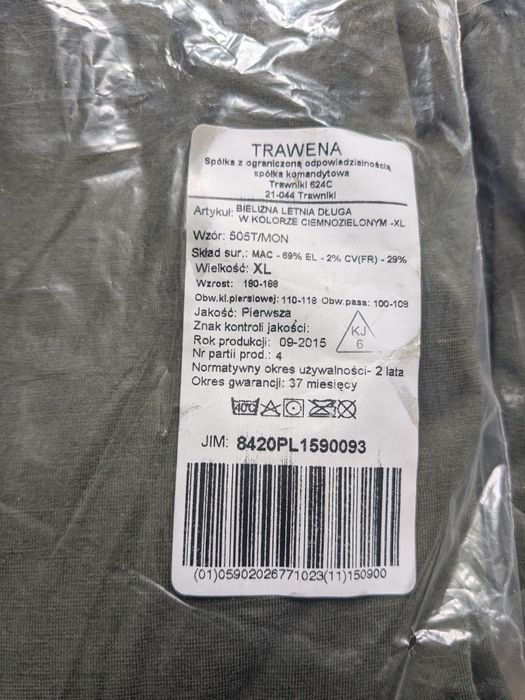 TRAWENA
Spółka z ograniczoną odpowiedzialnością
spółka komandytowa
Trawniki 624C
21-044 Trawniki
Artykuł: BIELIZNA LETNIA DŁUGA
W KOLORZE CIEMNOZIELONYM -XL
Wzór: 505T/MON
Skład sur.: MAC - 69% EL - 2% CV(FR) - 29%
Wielkość: XL
Wzrost: 180-188
Obw.kl.piersiowej: 110-118 Obw.pasa: 100-109
Jakość: Pierwsza
Znak kontroli jakości:
KJ
6
Rok produkcji: 09-2015
Nr partii prod.: 4
Normatywny okres używalności- 2 lata
Okres gwarancji: 37 miesięcy
40°C
JIM: 8420PL1590093
(01)05902026771023(11)150900